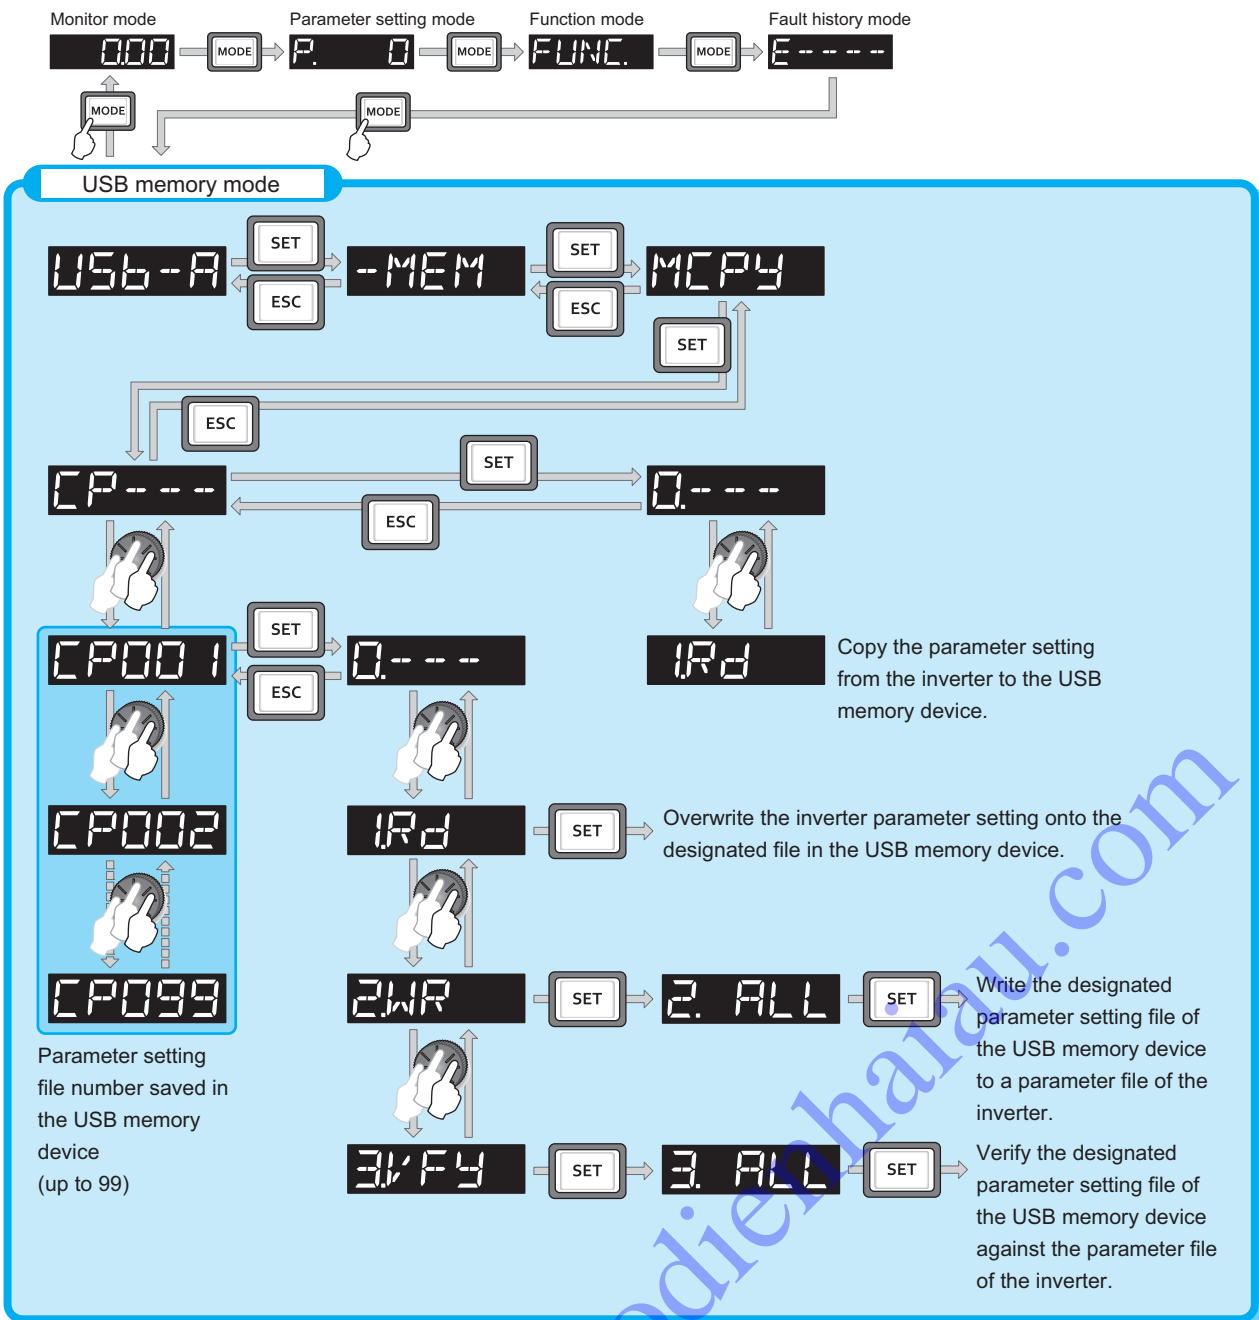 Monitor mode
Parameter setting mode
Function mode
Fault history mode
0.00
MODE
P. 0
MODE
FUNC.
MODE
E----
MODE
MODE
USB memory mode
USb-A
SET
ESC
-MEM
SET
ESC
MCPY
SET
ESC
CP---
SET
ESC
0.---
CP001
SET
ESC
0.---
1.Rd
Copy the parameter setting
from the inverter to the USB
memory device.
CP002
1.Rd
SET
Overwrite the inverter parameter setting onto the
designated file in the USB memory device.
CP099
2.WR
SET
2. ALL
SET
Write the designated
parameter setting file of
the USB memory device
to a parameter file of the
inverter.
Parameter setting
file number saved in
the USB memory
device
(up to 99)
3.VFY
SET
3. ALL
SET
Verify the designated
parameter setting file of
the USB memory device
against the parameter file
of the inverter.
odienhaiau.com